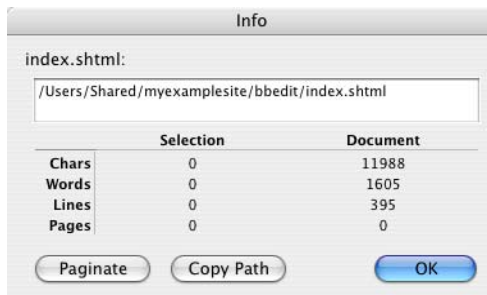 Info
index.shtml:
/Users/Shared/myexamplesite/bbedit/index.shtml
Selection Document
Chars 0 11988
Words 0 1605
Lines 0 395
Pages 0 0
Paginate Copy Path OK